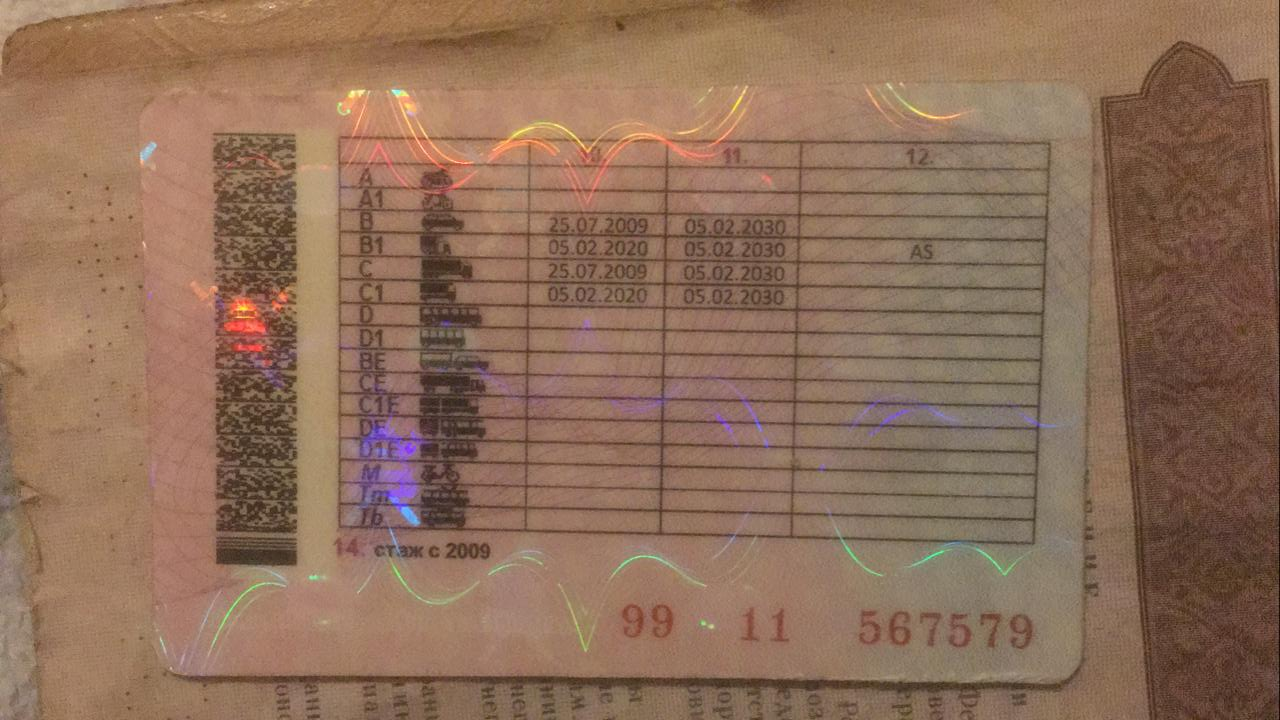 10. 11. 12.
A
A1
B 25.07.2009 05.02.2030
B1 05.02.2020 05.02.2030 AS
C 25.07.2009 05.02.2030
C1 05.02.2020 05.02.2030
D
D1
BE
CE
C1E
DE
D1E
M
Tm
Tb
14. стаж с 2009
99 11 567579